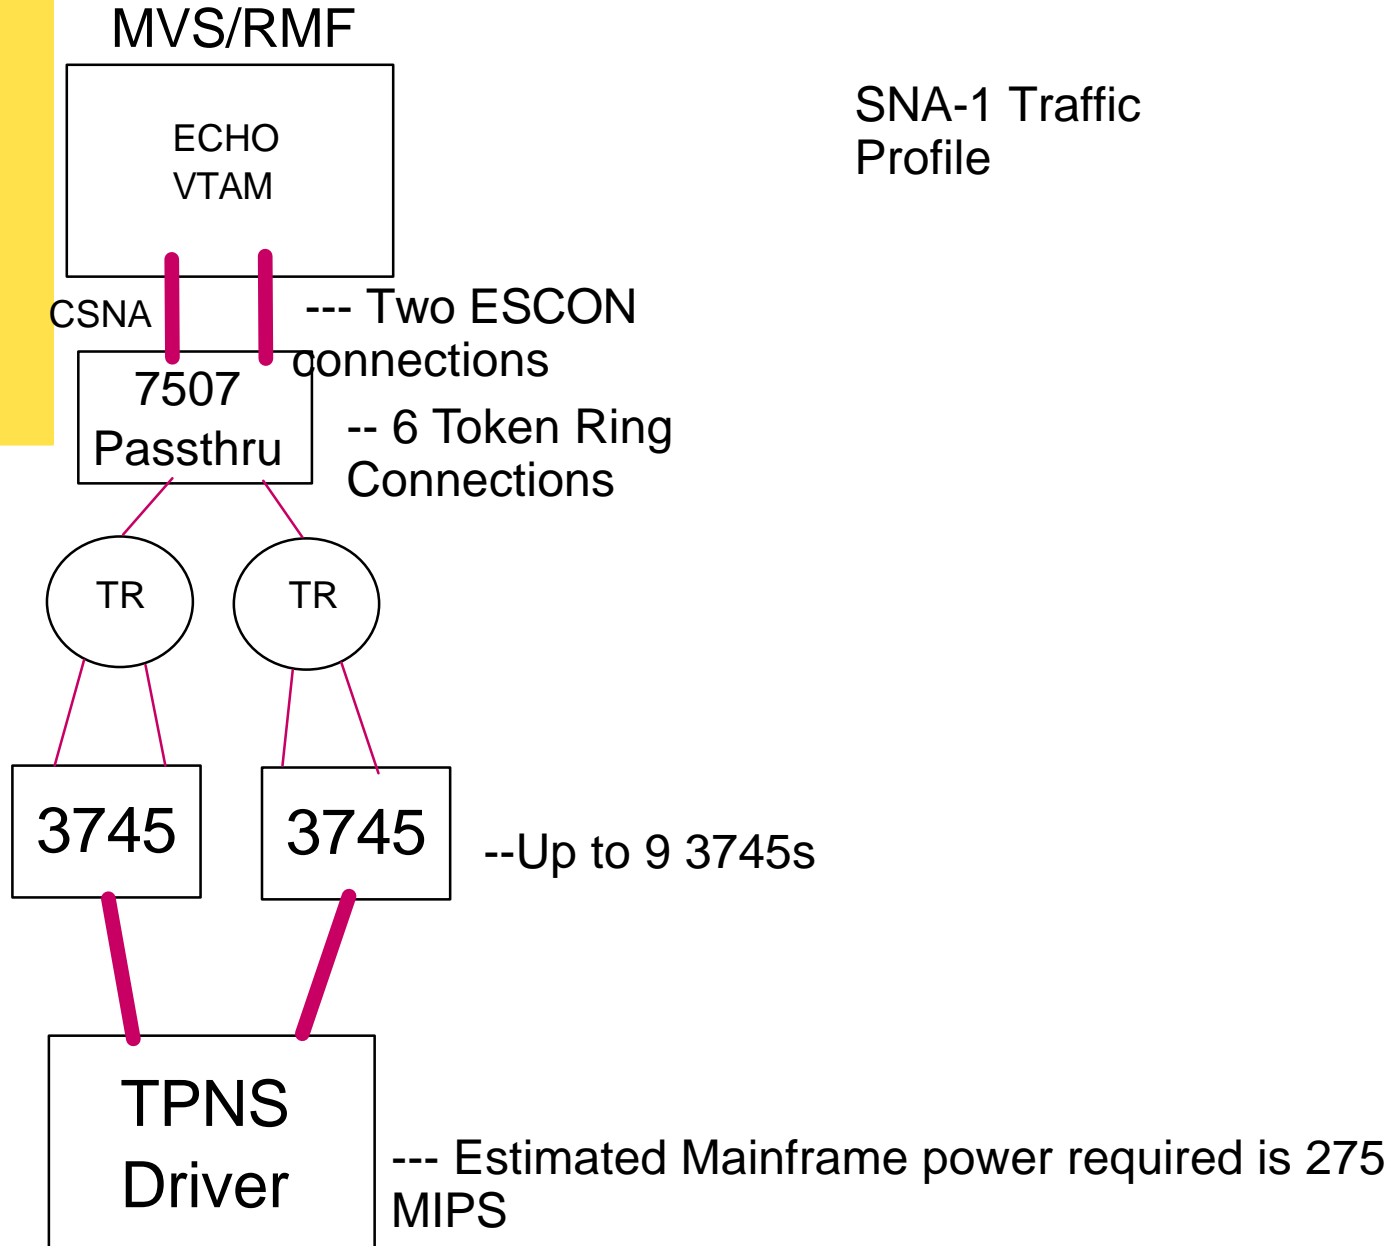 MVS/RMF
SNA-1 Traffic
Profile
ECHO
VTAM
CSNA
--- Two ESCON
connections
7507
Passthru
-- 6 Token Ring
Connections
TR
TR
3745
3745
--Up to 9 3745s
TPNS
Driver
--- Estimated Mainframe power required is 275
MIPS